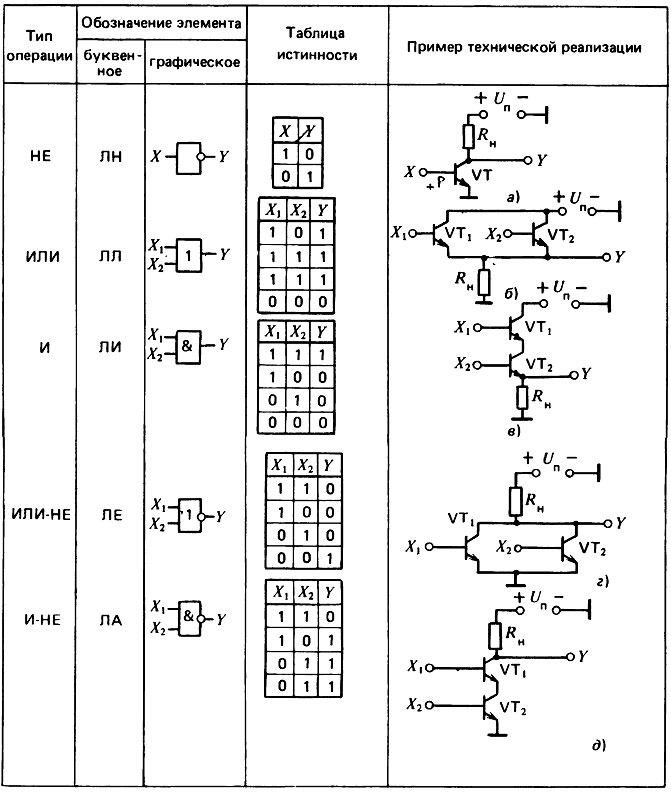 Тип операции
Обозначение элемента
буквенное
графическое
Таблица истинности
Пример технической реализации
НЕ
ЛН
X
Y
X Y
1 0
0 1
+ Uп −
Rн
X
+P
VT
Y
а)
ИЛИ
ЛЛ
X1
X2
1
Y
X1 X2 Y
1 0 1
1 1 1
1 1 1
0 0 0
+ Uп −
X1
VT1
X2
VT2
Y
Rн
б)
И
ЛИ
X1
X2
&
Y
X1 X2 Y
1 1 1
1 0 0
0 1 0
0 0 0
+ Uп −
X1
VT1
X2
VT2
Y
Rн
в)
ИЛИ-НЕ
ЛЕ
X1
X2
1
Y
X1 X2 Y
1 1 0
1 0 0
0 1 0
0 0 1
+ Uп −
Rн
VT1
Y
X1
X2
VT2
г)
И-НЕ
ЛА
X1
X2
&
Y
X1 X2 Y
1 1 0
1 0 1
0 1 1
0 1 1
+ Uп −
Rн
Y
X1
VT1
X2
VT2
д)